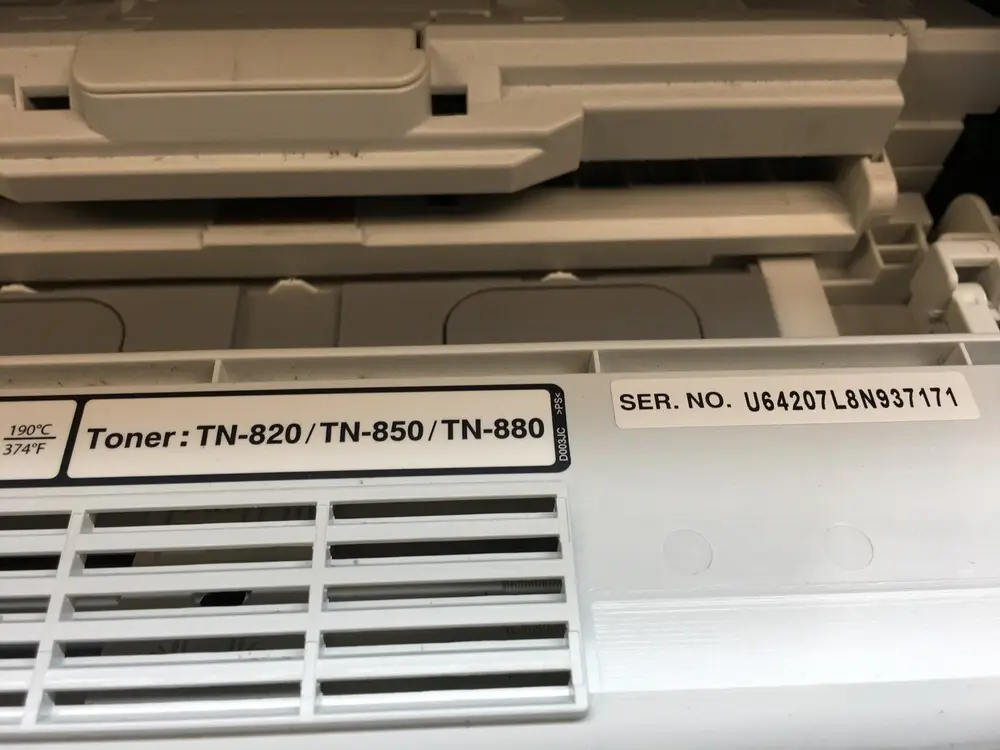 190°C
374°F
Toner: TN-820/TN-850/TN-880
D003JC >PS<
SER. NO. U64207L8N937171